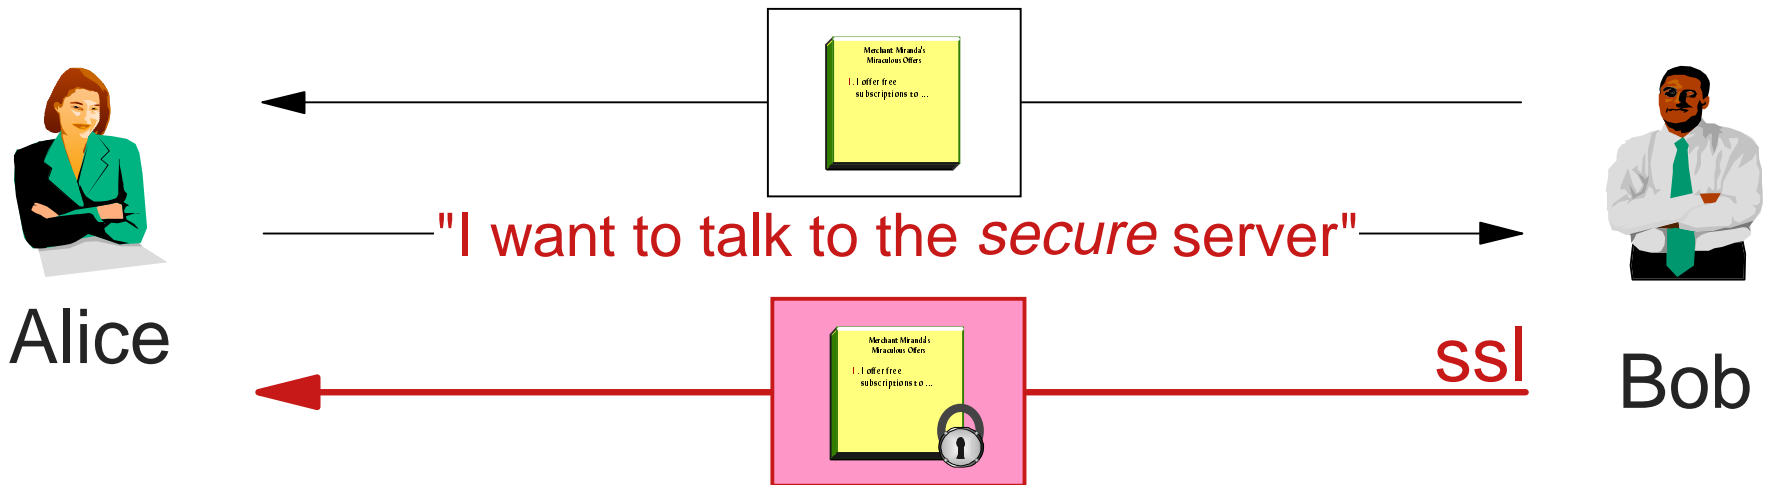 Merchant Miranda's
Miraculous Offers
1. I offer free
subscriptions to ...
"I want to talk to the secure server"
Alice
ssl
Bob
Merchant Miranda's
Miraculous Offers
1. I offer free
subscriptions to ...